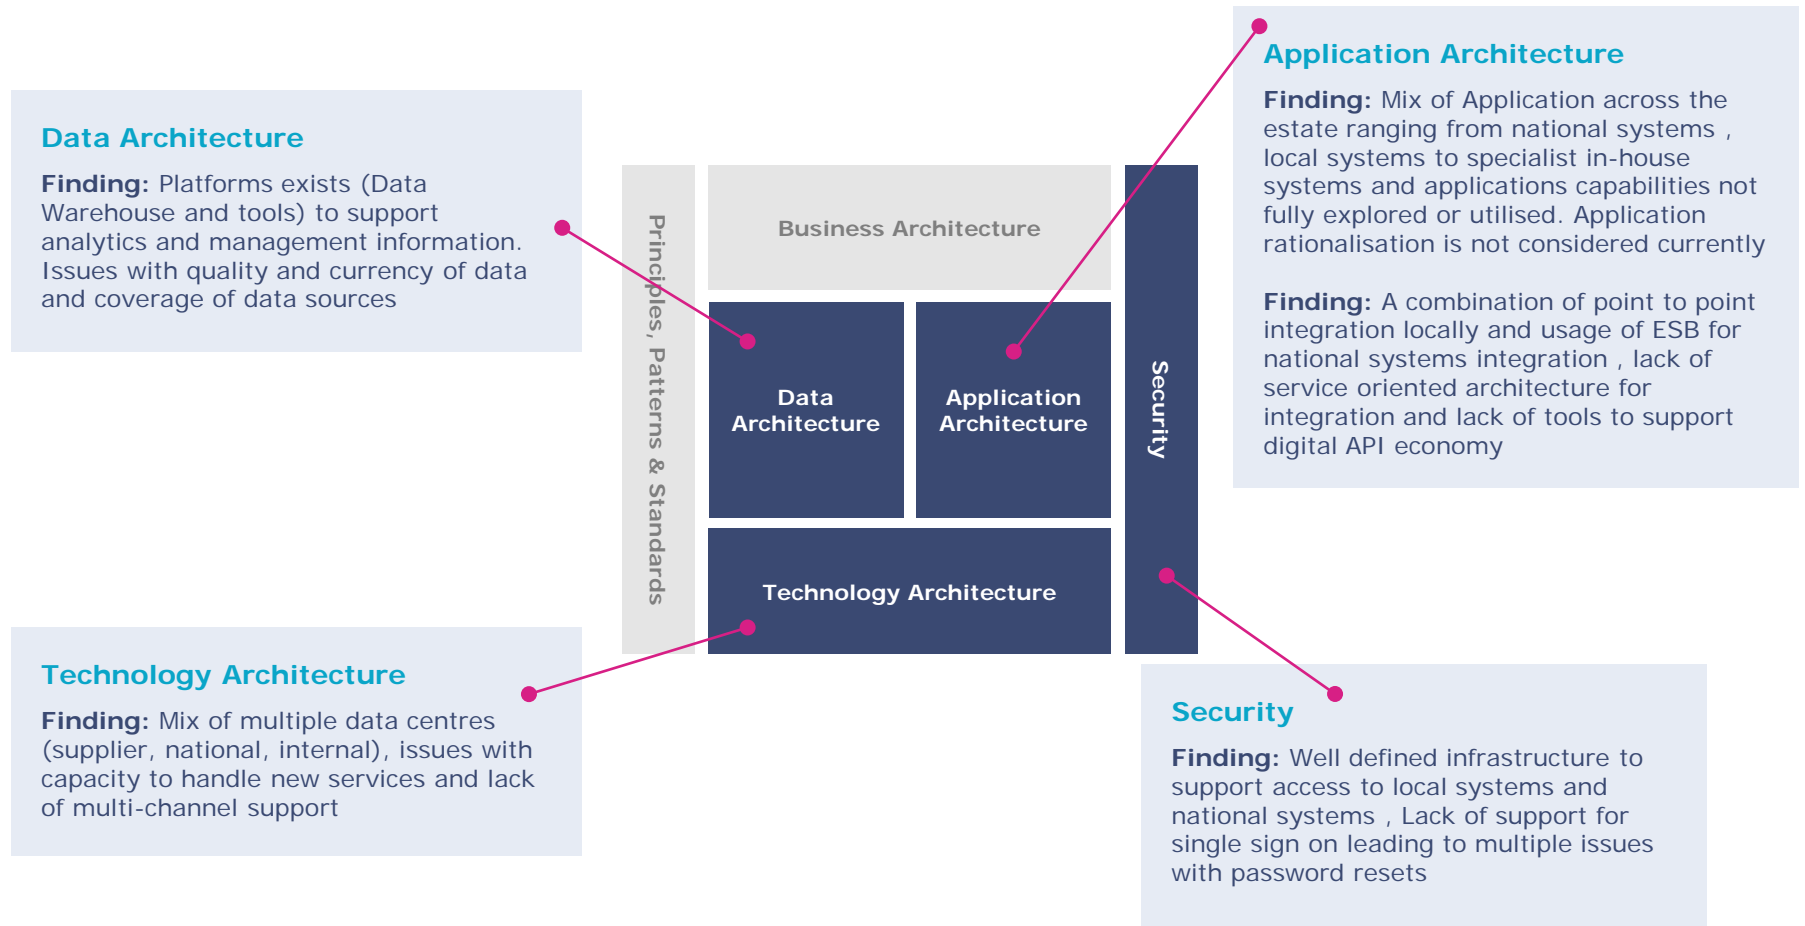 Data Architecture
Finding: Platforms exists (Data
Warehouse and tools) to support
analytics and management information.
Issues with quality and currency of data
and coverage of data sources
Technology Architecture
Finding: Mix of multiple data centres
(supplier, national, internal), issues with
capacity to handle new services and lack
of multi-channel support
Principles, Patterns & Standards
Business Architecture
Data
Architecture
Application
Architecture
Technology Architecture
Security
Application Architecture
Finding: Mix of Application across the
estate ranging from national systems ,
local systems to specialist in-house
systems and applications capabilities not
fully explored or utilised. Application
rationalisation is not considered currently
Finding: A combination of point to point
integration locally and usage of ESB for
national systems integration , lack of
service oriented architecture for
integration and lack of tools to support
digital API economy
Security
Finding: Well defined infrastructure to
support access to local systems and
national systems , Lack of support for
single sign on leading to multiple issues
with password resets